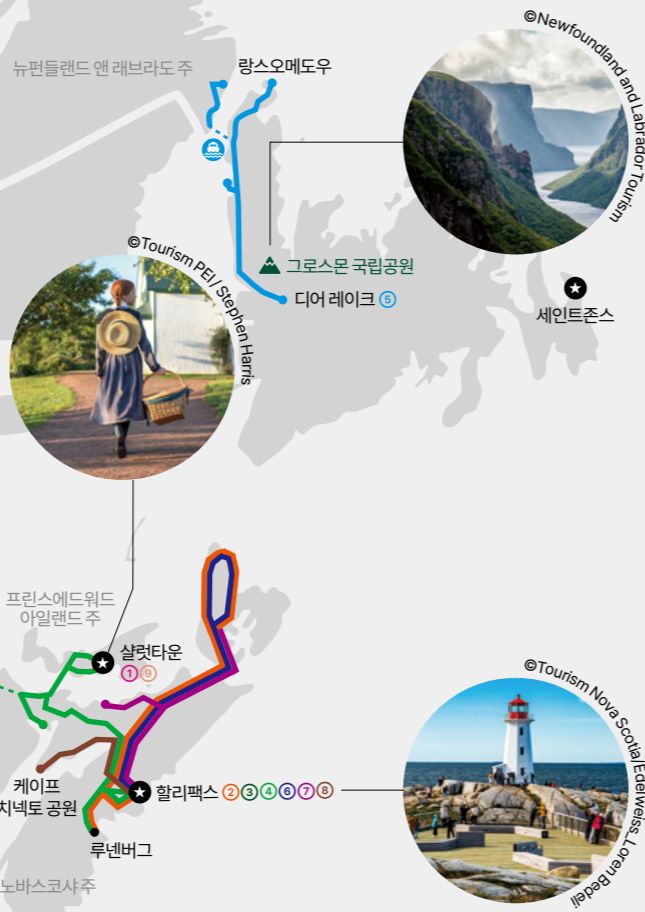 ©Newfoundland and Labrador Tourism
뉴펀들랜드 앤 래브라도 주
랑스오메도우
그로스몬 국립공원
디어 레이크 5
세인트존스
©Tourism PEI / Stephen Harris
프린스에드워드
아일랜드 주
샬럿타운
1 9
©Tourism Nova Scotia/Edelweiss_Loren Bedeli
케이프
치넥토 공원
할리팩스 2 3 4 6 7 8
루넨버그
노바스코샤 주